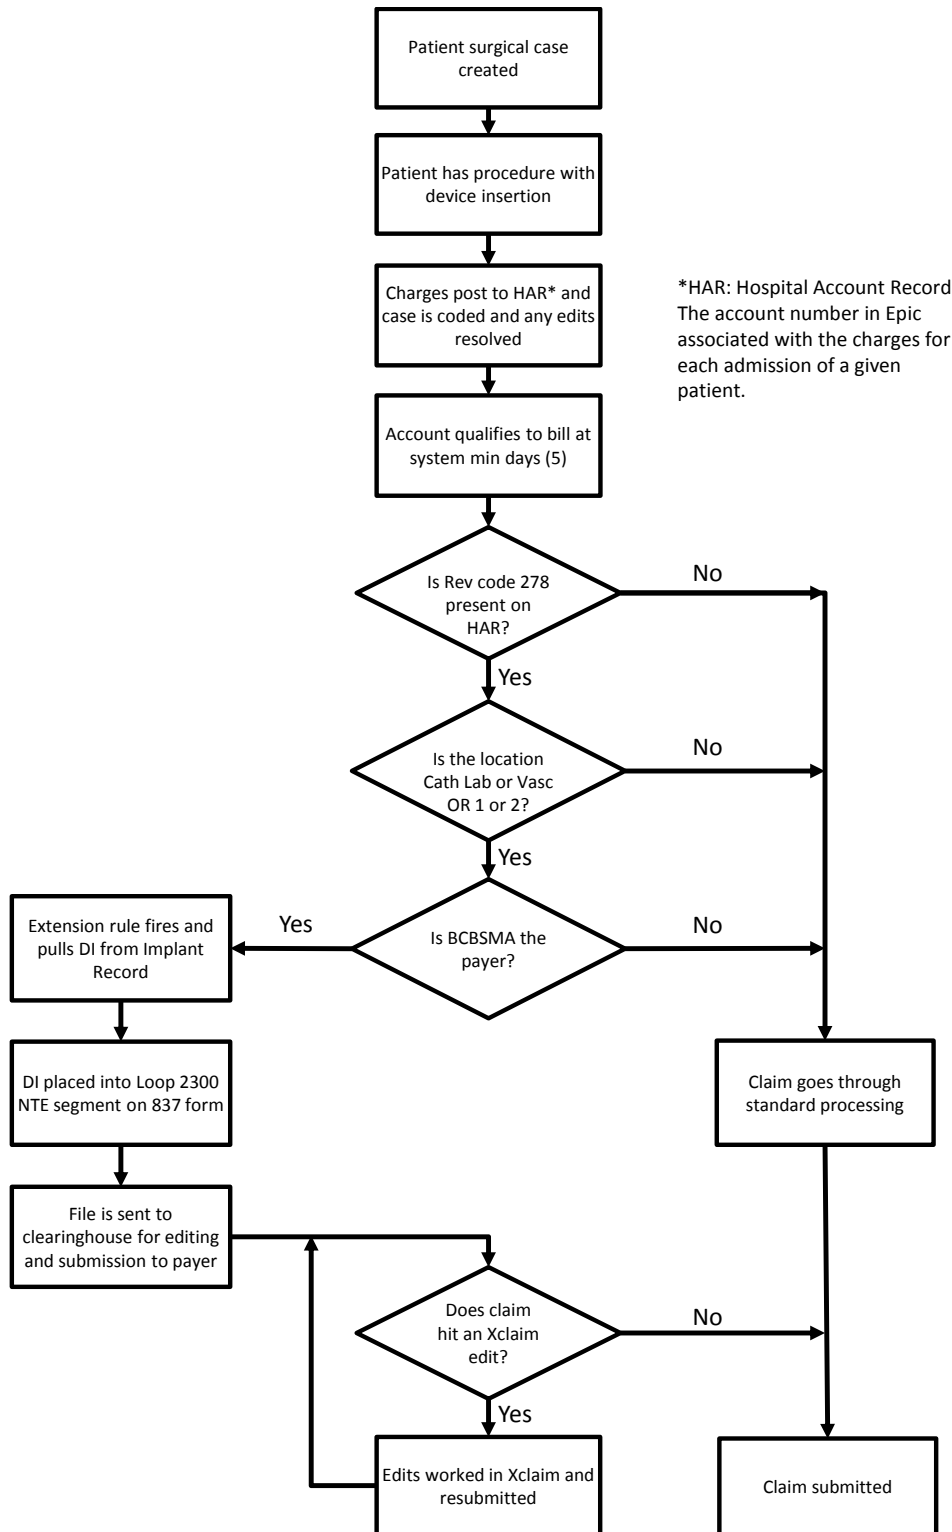 Patient surgical case
created
Patient has procedure with
device insertion
Charges post to HAR* and
case is coded and any edits
resolved
*HAR: Hospital Account Record
The account number in Epic
associated with the charges for
each admission of a given
patient.
Account qualifies to bill at
system min days (5)
Is Rev code 278
present on
HAR?
No
Yes
Is the location
Cath Lab or Vasc
OR 1 or 2?
No
Yes
Is BCBSMA the
payer?
Yes
No
Extension rule fires and
pulls DI from Implant
Record
DI placed into Loop 2300
NTE segment on 837 form
Claim goes through
standard processing
File is sent to
clearinghouse for editing
and submission to payer
Does claim
hit an Xclaim
edit?
No
Yes
Edits worked in Xclaim and
resubmitted
Claim submitted